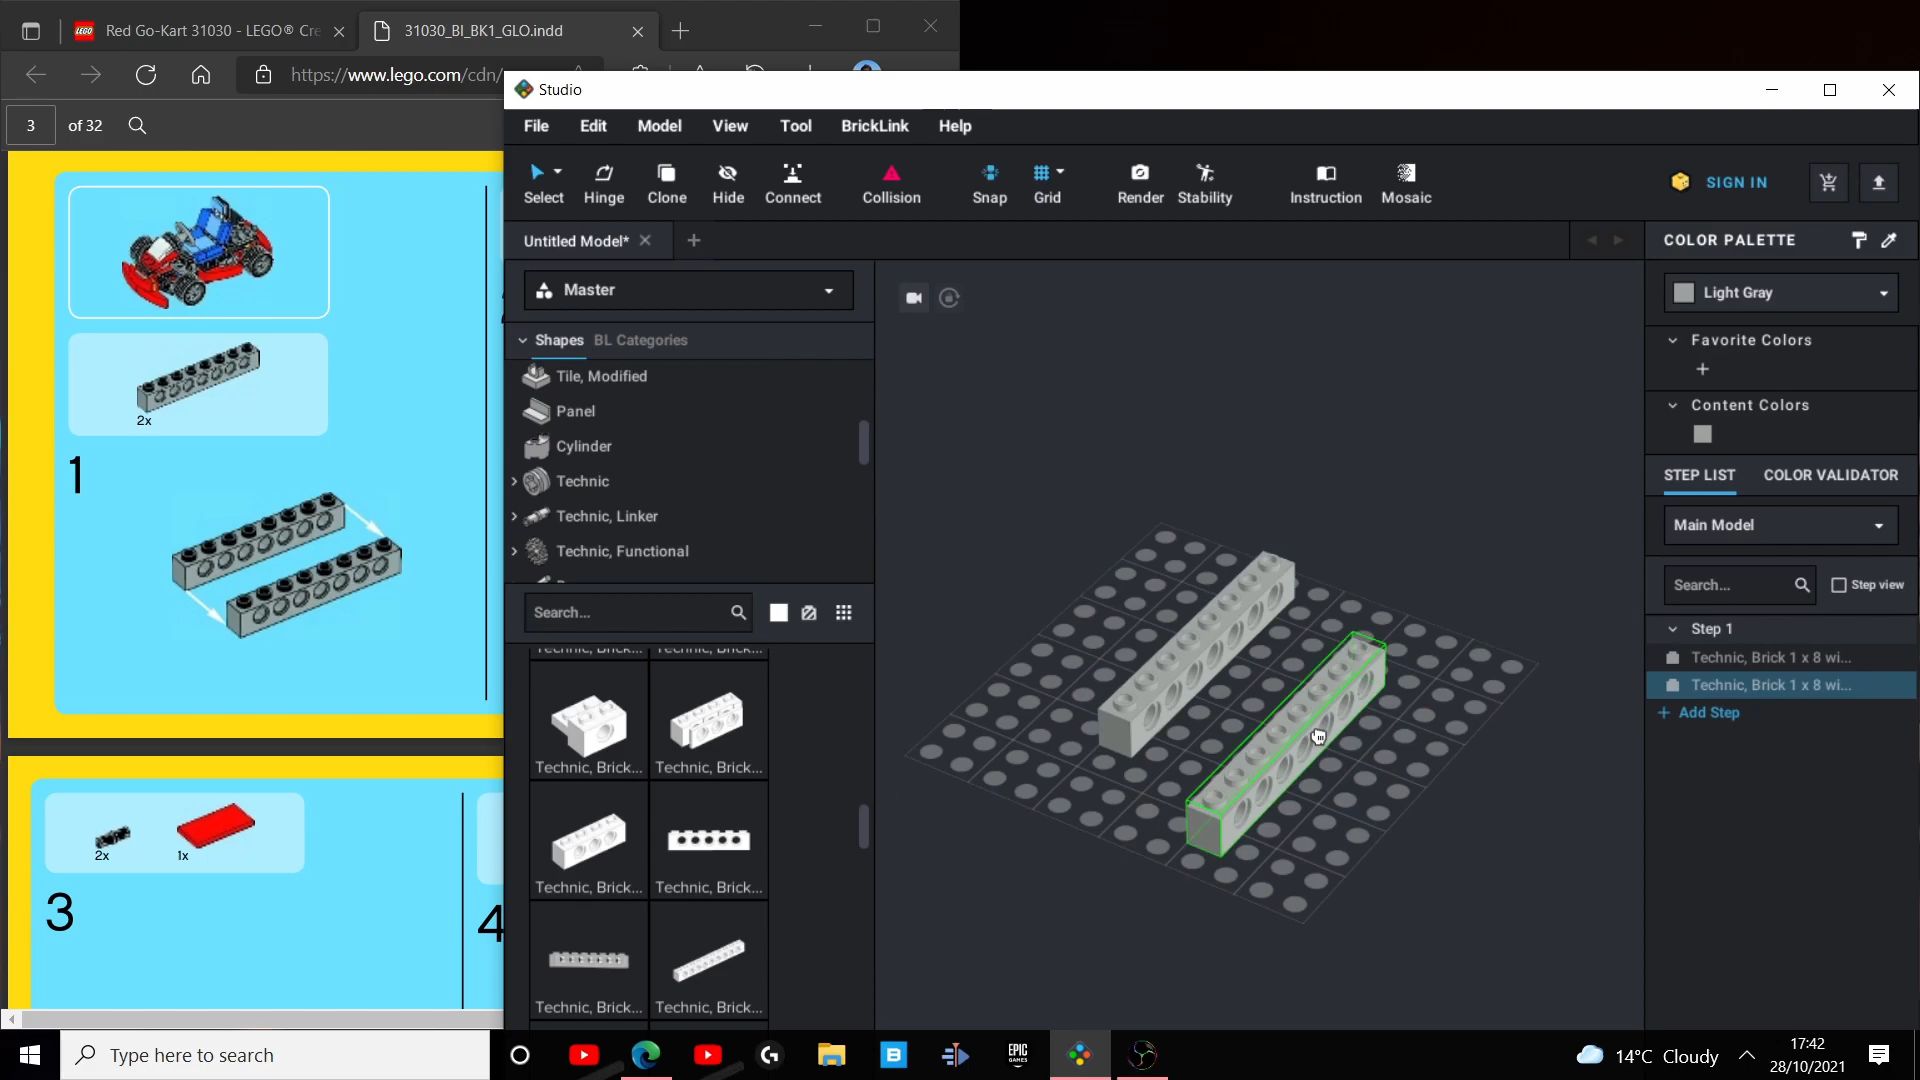 Red Go-Kart 31030 - LEGO® Cre
31030_BI_BK1_GLO.indd
https://www.lego.com/cdn/
3 of 32
2x
1
2x
1x
3
4
Studio
File Edit Model View Tool BrickLink Help
Select Hinge Clone Hide Connect Collision Snap Grid Render Stability Instruction Mosaic
SIGN IN
Untitled Model*
Master
Shapes BL Categories
Tile, Modified
Panel
Cylinder
Technic
Technic, Linker
Technic, Functional
Search...
Technic, Brick... Technic, Brick...
Technic, Brick... Technic, Brick...
Technic, Brick... Technic, Brick...
Technic, Brick... Technic, Brick...
COLOR PALETTE
Light Gray
Favorite Colors
Content Colors
STEP LIST COLOR VALIDATOR
Main Model
Search... Step view
Step 1
Technic, Brick 1 x 8 wi...
Technic, Brick 1 x 8 wi...
+ Add Step
Type here to search
EPIC
GAMES
14°C Cloudy
17:42
28/10/2021